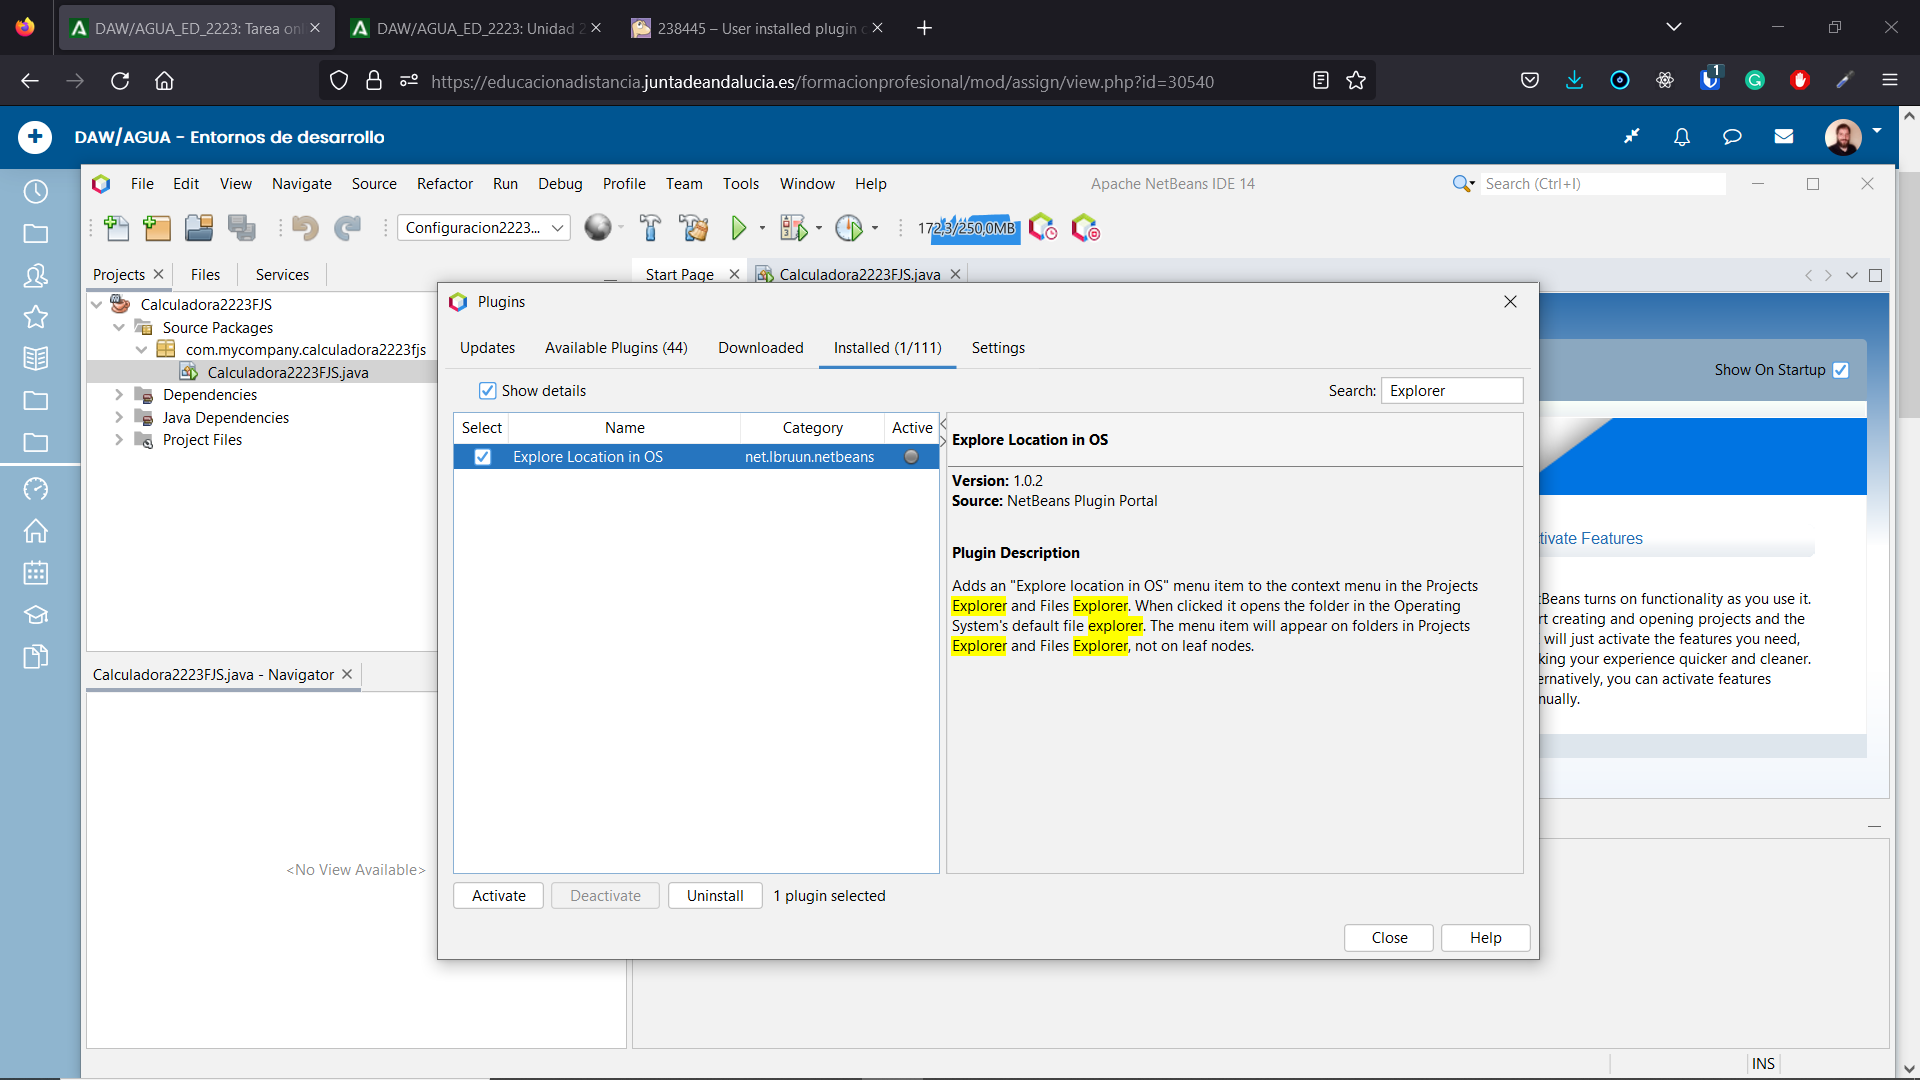 DAW/AGUA_ED_2223: Tarea onl
DAW/AGUA_ED_2223: Unidad 2
238445 – User installed plugin c
https://educacionadistancia.juntadeandalucia.es/formacionprofesional/mod/assign/view.php?id=30540
1
DAW/AGUA - Entornos de desarrollo
File Edit View Navigate Source Refactor Run Debug Profile Team Tools Window Help
Apache NetBeans IDE 14
Search (Ctrl+I)
Configuracion2223...
172,3/250,0MB
Projects Files Services
Start Page
Calculadora2223FJS.java
Calculadora2223FJS
Source Packages
com.mycompany.calculadora2223fjs
Calculadora2223FJS.java
Dependencies
Java Dependencies
Project Files
Calculadora2223FJS.java - Navigator
<No View Available>
Plugins
Updates Available Plugins (44) Downloaded Installed (1/111) Settings
Show details
Search: Explorer
Select Name Category Active
Explore Location in OS net.lbruun.netbeans
Explore Location in OS
Version: 1.0.2
Source: NetBeans Plugin Portal
Plugin Description
Adds an "Explore location in OS" menu item to the context menu in the Projects
Explorer and Files Explorer. When clicked it opens the folder in the Operating
System's default file explorer. The menu item will appear on folders in Projects
Explorer and Files Explorer, not on leaf nodes.
Activate Deactivate Uninstall 1 plugin selected
Close Help
Show On Startup
tivate Features
Beans turns on functionality as you use it.
rt creating and opening projects and the
will just activate the features you need,
king your experience quicker and cleaner.
ernatively, you can activate features
nually.
INS